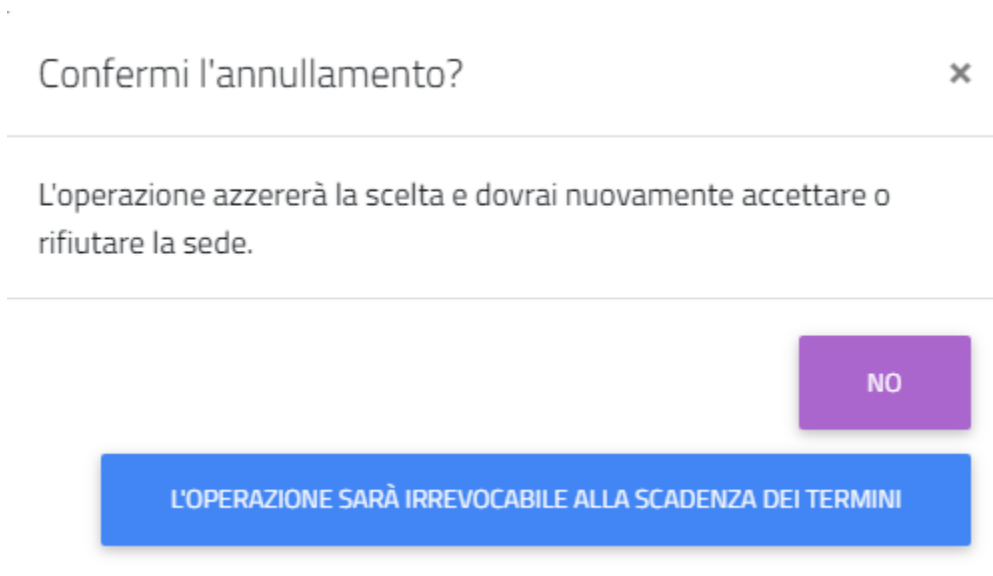 Confermi l'annullamento?
×
L'operazione azzererà la scelta e dovrai nuovamente accettare o
rifiutare la sede.
NO
L'OPERAZIONE SARÀ IRREVOCABILE ALLA SCADENZA DEI TERMINI